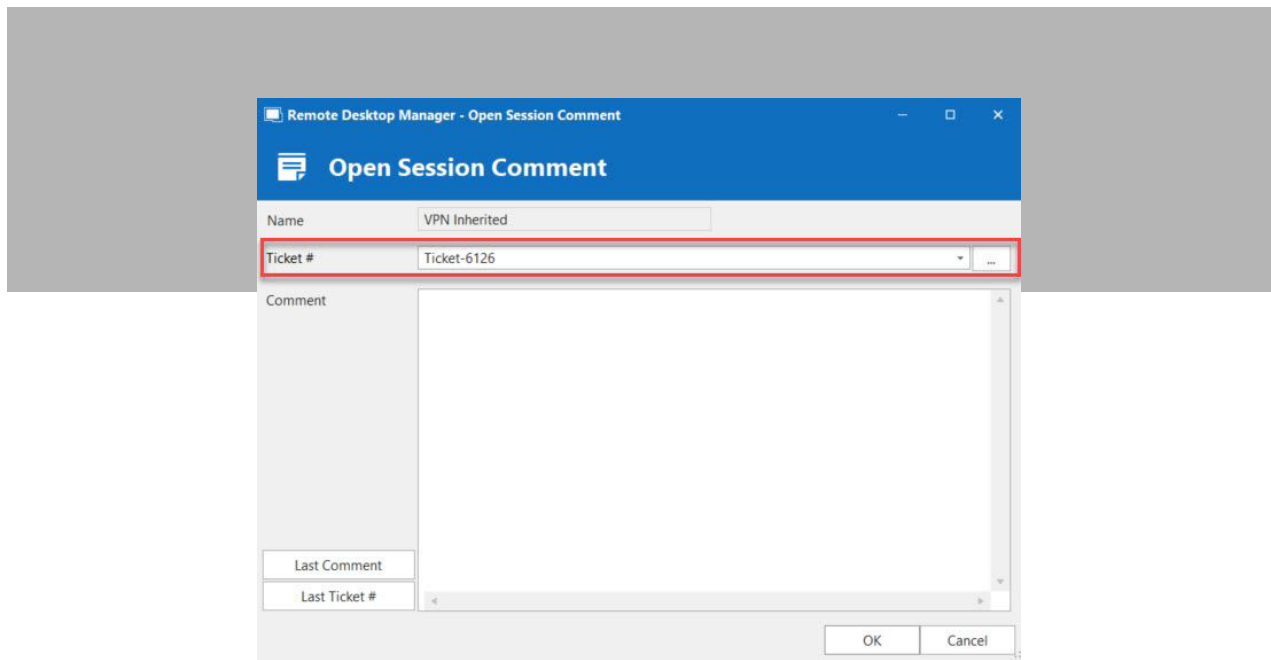 Remote Desktop Manager - Open Session Comment
Open Session Comment
Name VPN Inherited
Ticket # Ticket-6126 ...
Comment
Last Comment
Last Ticket #
OK Cancel